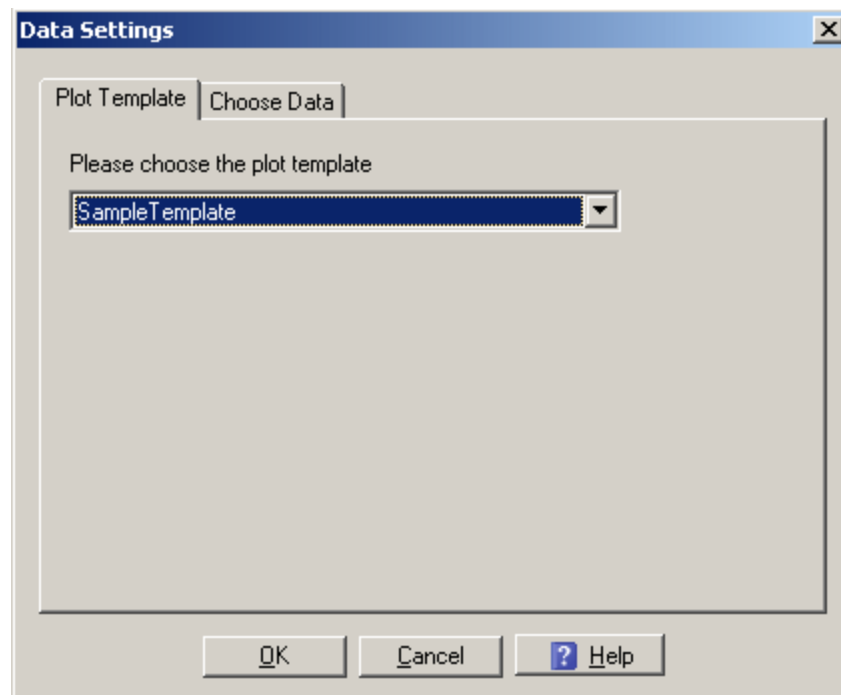 Data Settings
Plot Template Choose Data
Please choose the plot template
SampleTemplate
OK Cancel ? Help